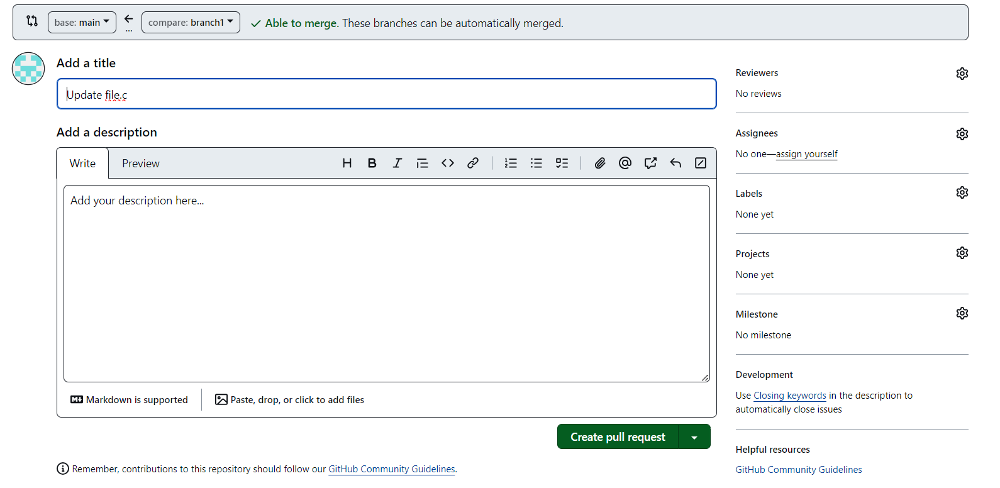 base: main ... compare: branch1 Able to merge. These branches can be automatically merged.
Add a title
Update file.c
Add a description
Write Preview
Add your description here...
Markdown is supported Paste, drop, or click to add files
Create pull request
Remember, contributions to this repository should follow our GitHub Community Guidelines.
Reviewers
No reviews
Assignees
No one—assign yourself
Labels
None yet
Projects
None yet
Milestone
No milestone
Development
Use Closing keywords in the description to
automatically close issues
Helpful resources
GitHub Community Guidelines